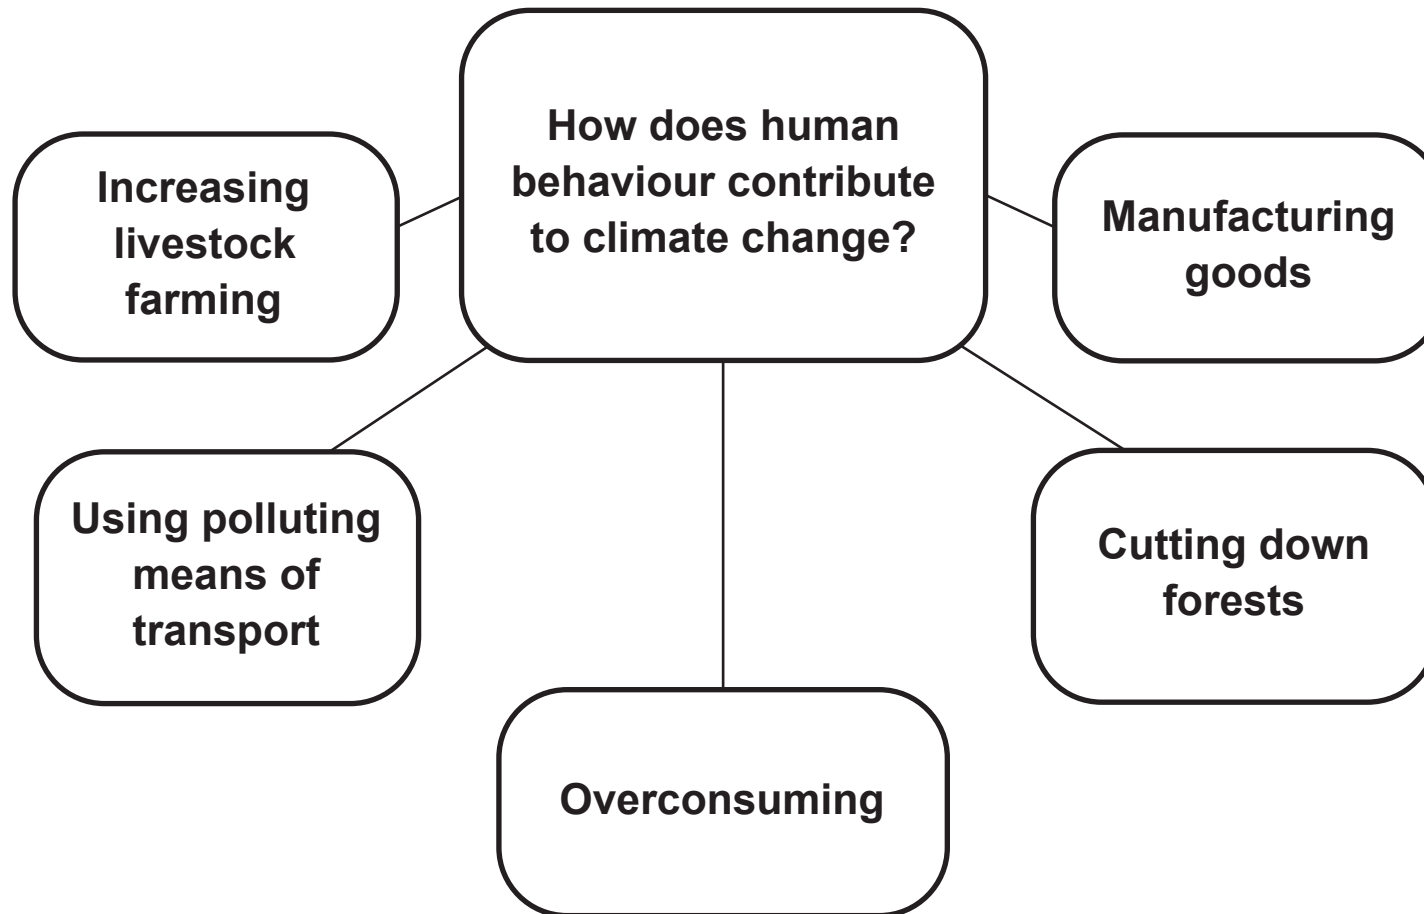 How does human
behaviour contribute
to climate change?
Increasing
livestock
farming
Manufacturing
goods
Using polluting
means of
transport
Cutting down
forests
Overconsuming